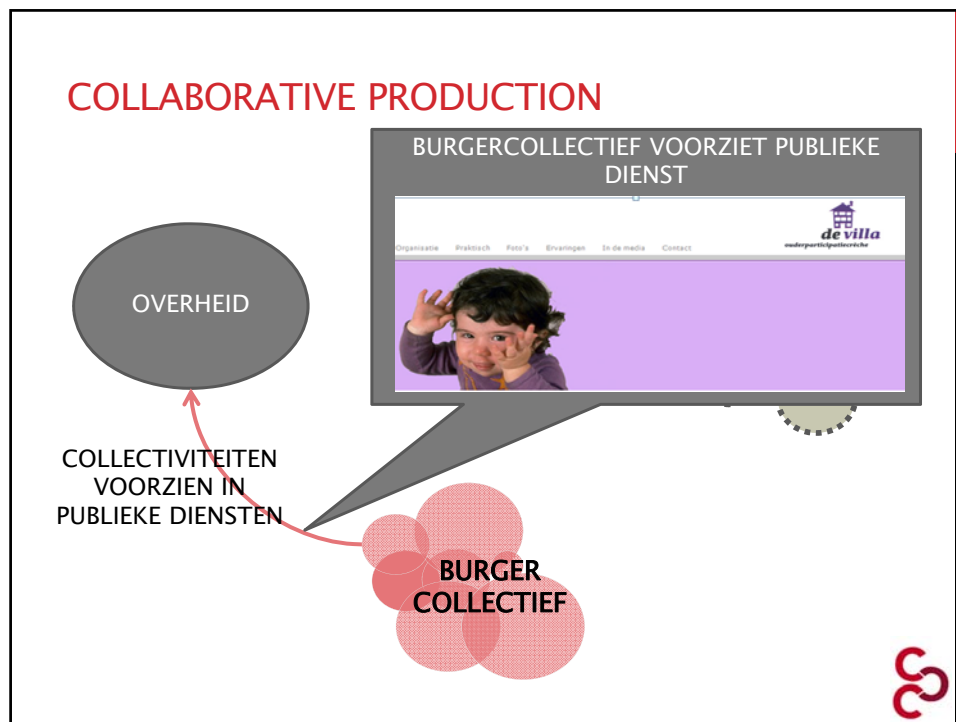 COLLABORATIVE PRODUCTION
BURGERCOLLECTIEF VOORZIET PUBLIEKE
DIENST
de villa
ouderparticipatiecrèche
Organisatie Praktisch Foto's Ervaringen In de media Contact
OVERHEID
COLLECTIVITEITEN
VOORZIEN IN
PUBLIEKE DIENSTEN
BURGER
COLLECTIEF